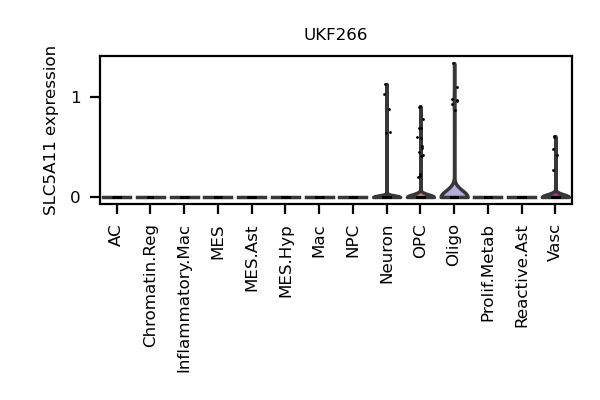 UKF266
SLC5A11 expression
1
0
AC
Chromatin.Reg
Inflammatory.Mac
MES
MES.Ast
MES.Hyp
Mac
NPC
Neuron
OPC
Oligo
Prolif.Metab
Reactive.Ast
Vasc